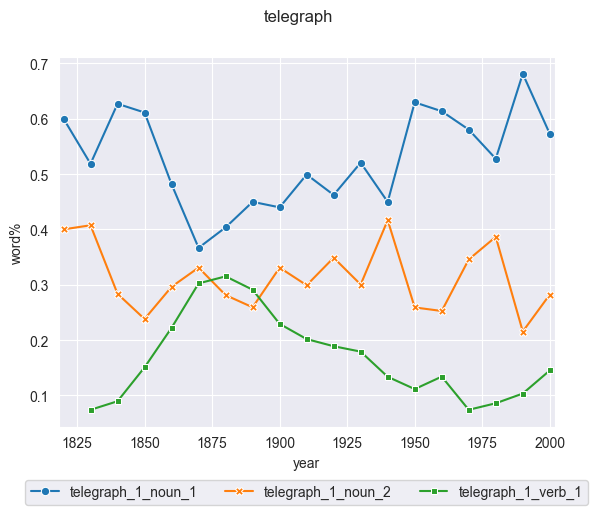 telegraph
0.7
0.6
0.5
0.4
0.3
0.2
0.1
word%
1825 1850 1875 1900 1925 1950 1975 2000
year
telegraph_1_noun_1 telegraph_1_noun_2 telegraph_1_verb_1